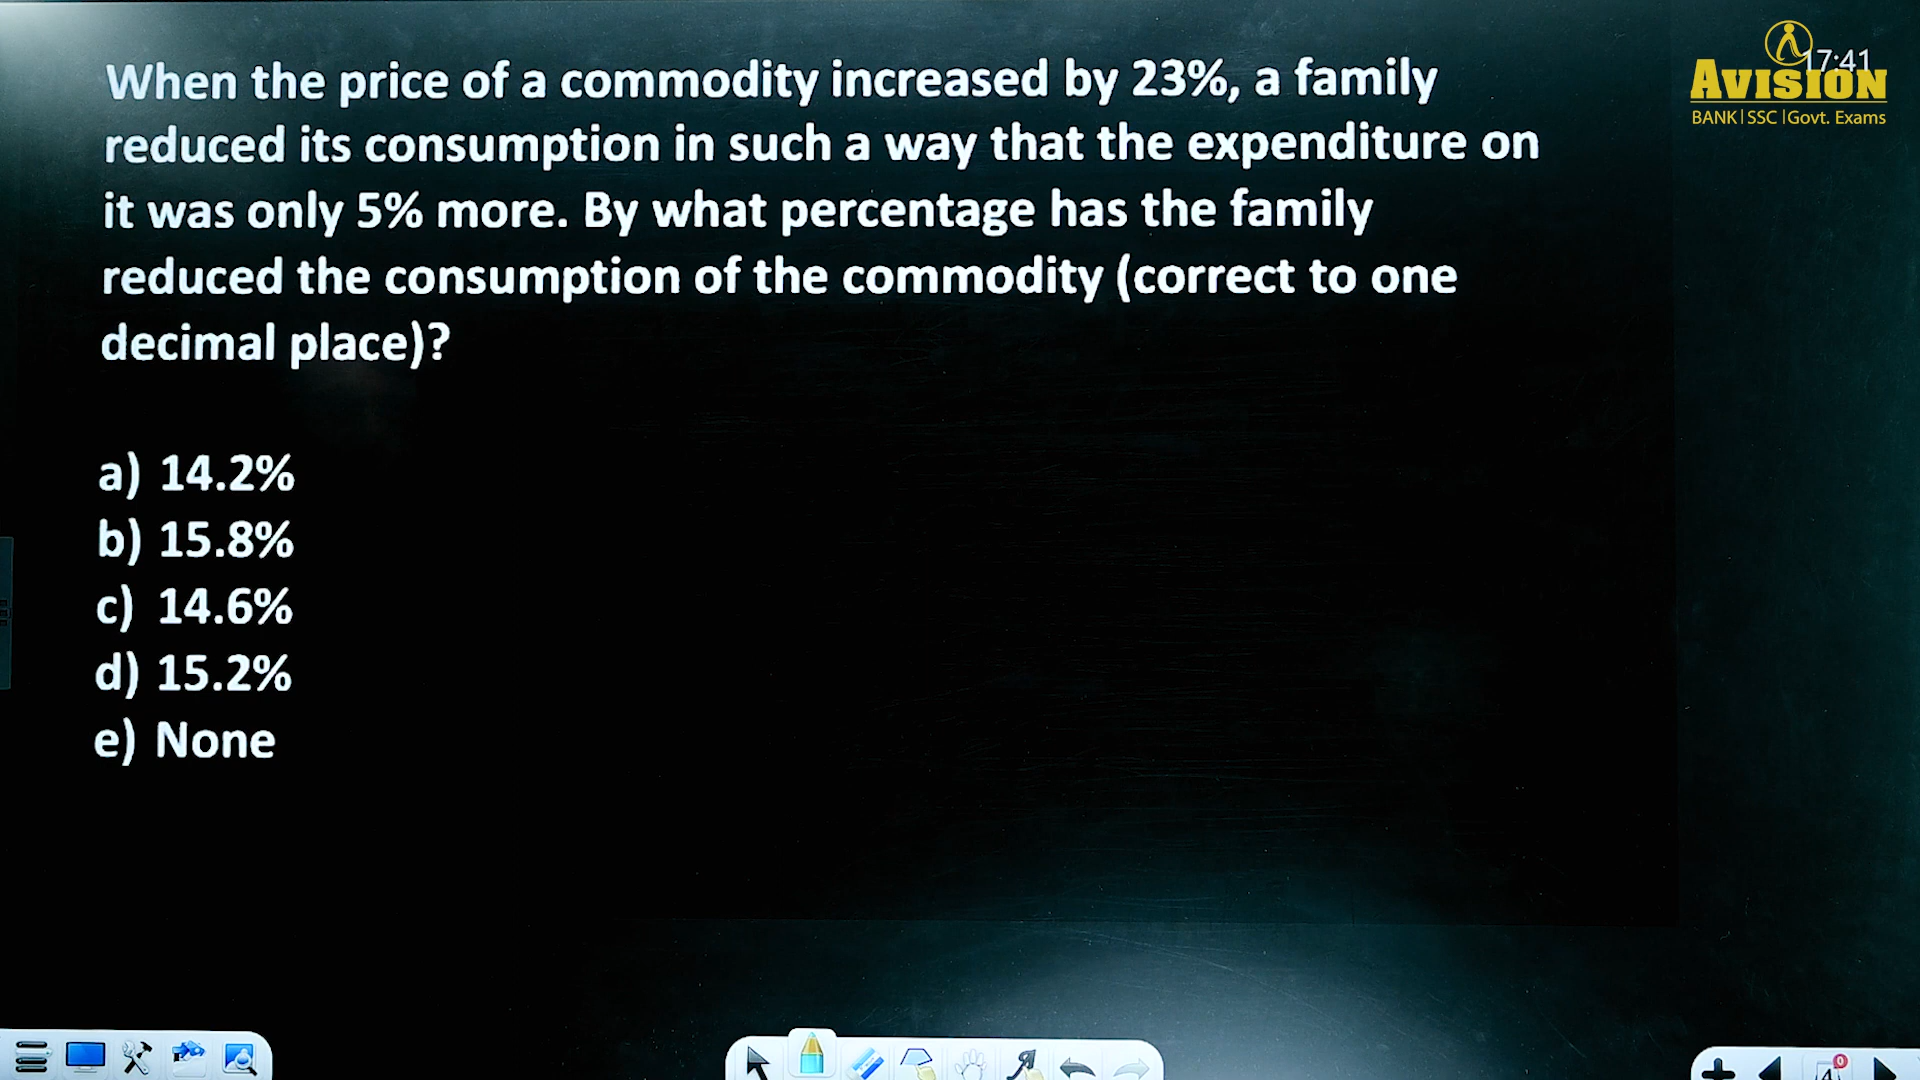 When the price of a commodity increased by 23%, a family
reduced its consumption in such a way that the expenditure on
it was only 5% more. By what percentage has the family
reduced the consumption of the commodity (correct to one
decimal place)?
a) 14.2%
b) 15.8%
c) 14.6%
d) 15.2%
e) None
17:41
AVISION
BANK|SSC |Govt. Exams
0